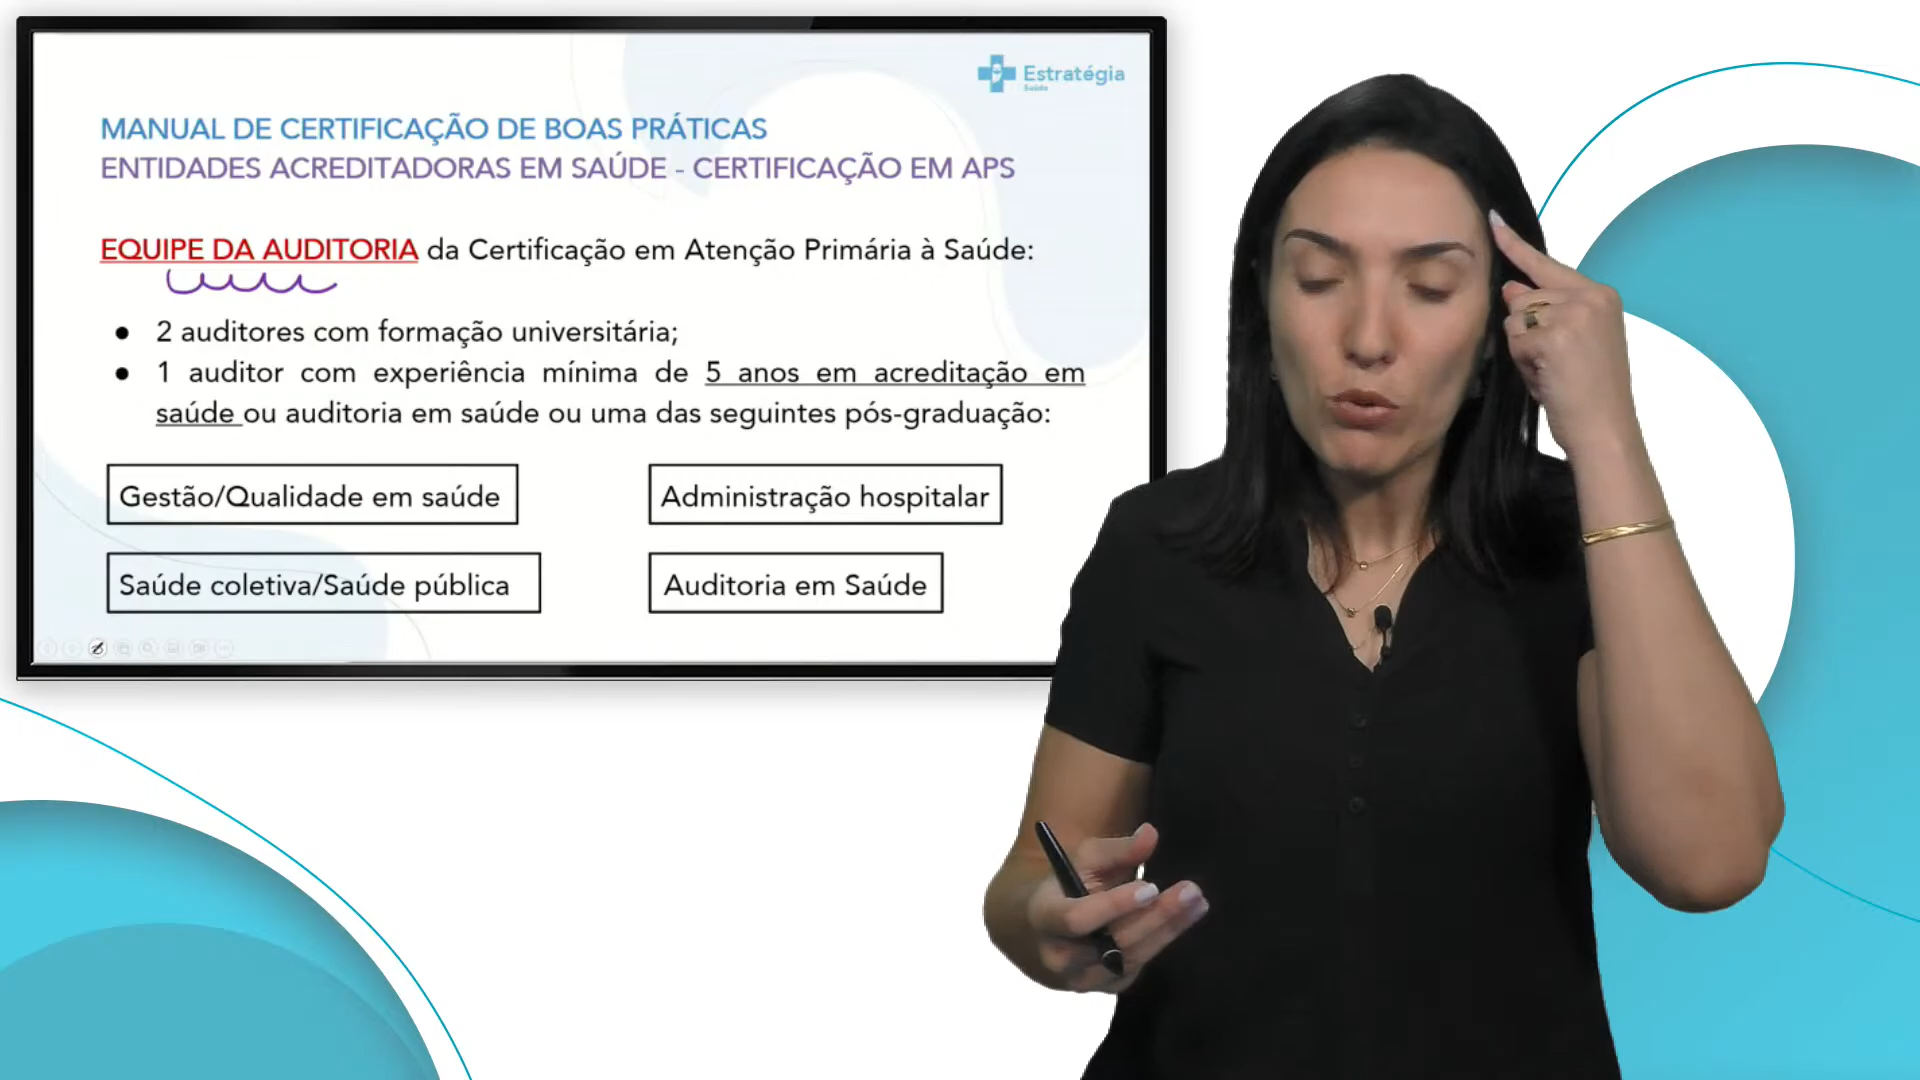 Estratégia
Saúde
MANUAL DE CERTIFICAÇÃO DE BOAS PRÁTICAS
ENTIDADES ACREDITADORAS EM SAÚDE - CERTIFICAÇÃO EM APS
EQUIPE DA AUDITORIA da Certificação em Atenção Primária à Saúde:
● 2 auditores com formação universitária;
● 1 auditor com experiência mínima de 5 anos em acreditação em
saúde ou auditoria em saúde ou uma das seguintes pós-graduação:
Gestão/Qualidade em saúde
Administração hospitalar
Saúde coletiva/Saúde pública
Auditoria em Saúde